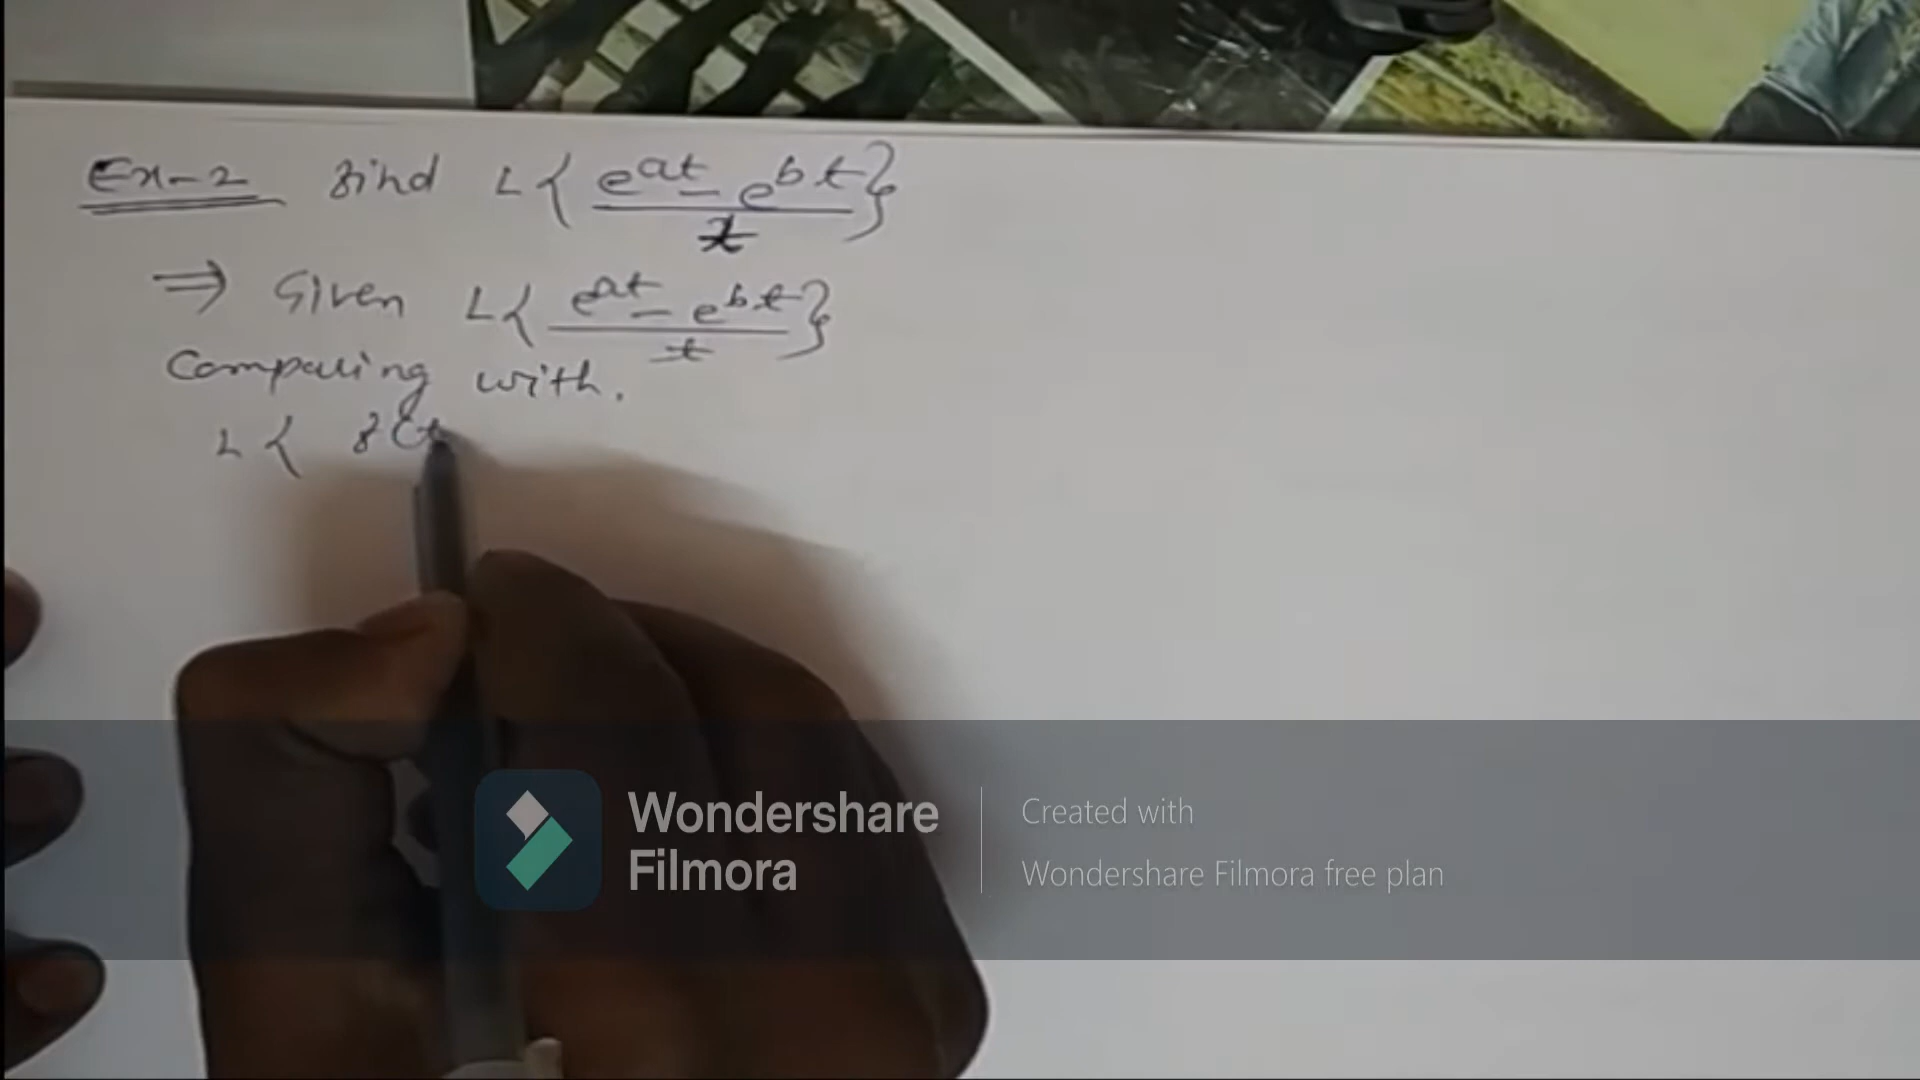 Ex-2 find L{ e^at - e^bt / t }
⇒ Given L{ e^at - e^bt / t }
Comparing with.
L{ f(t
Wondershare
Filmora
Created with
Wondershare Filmora free plan